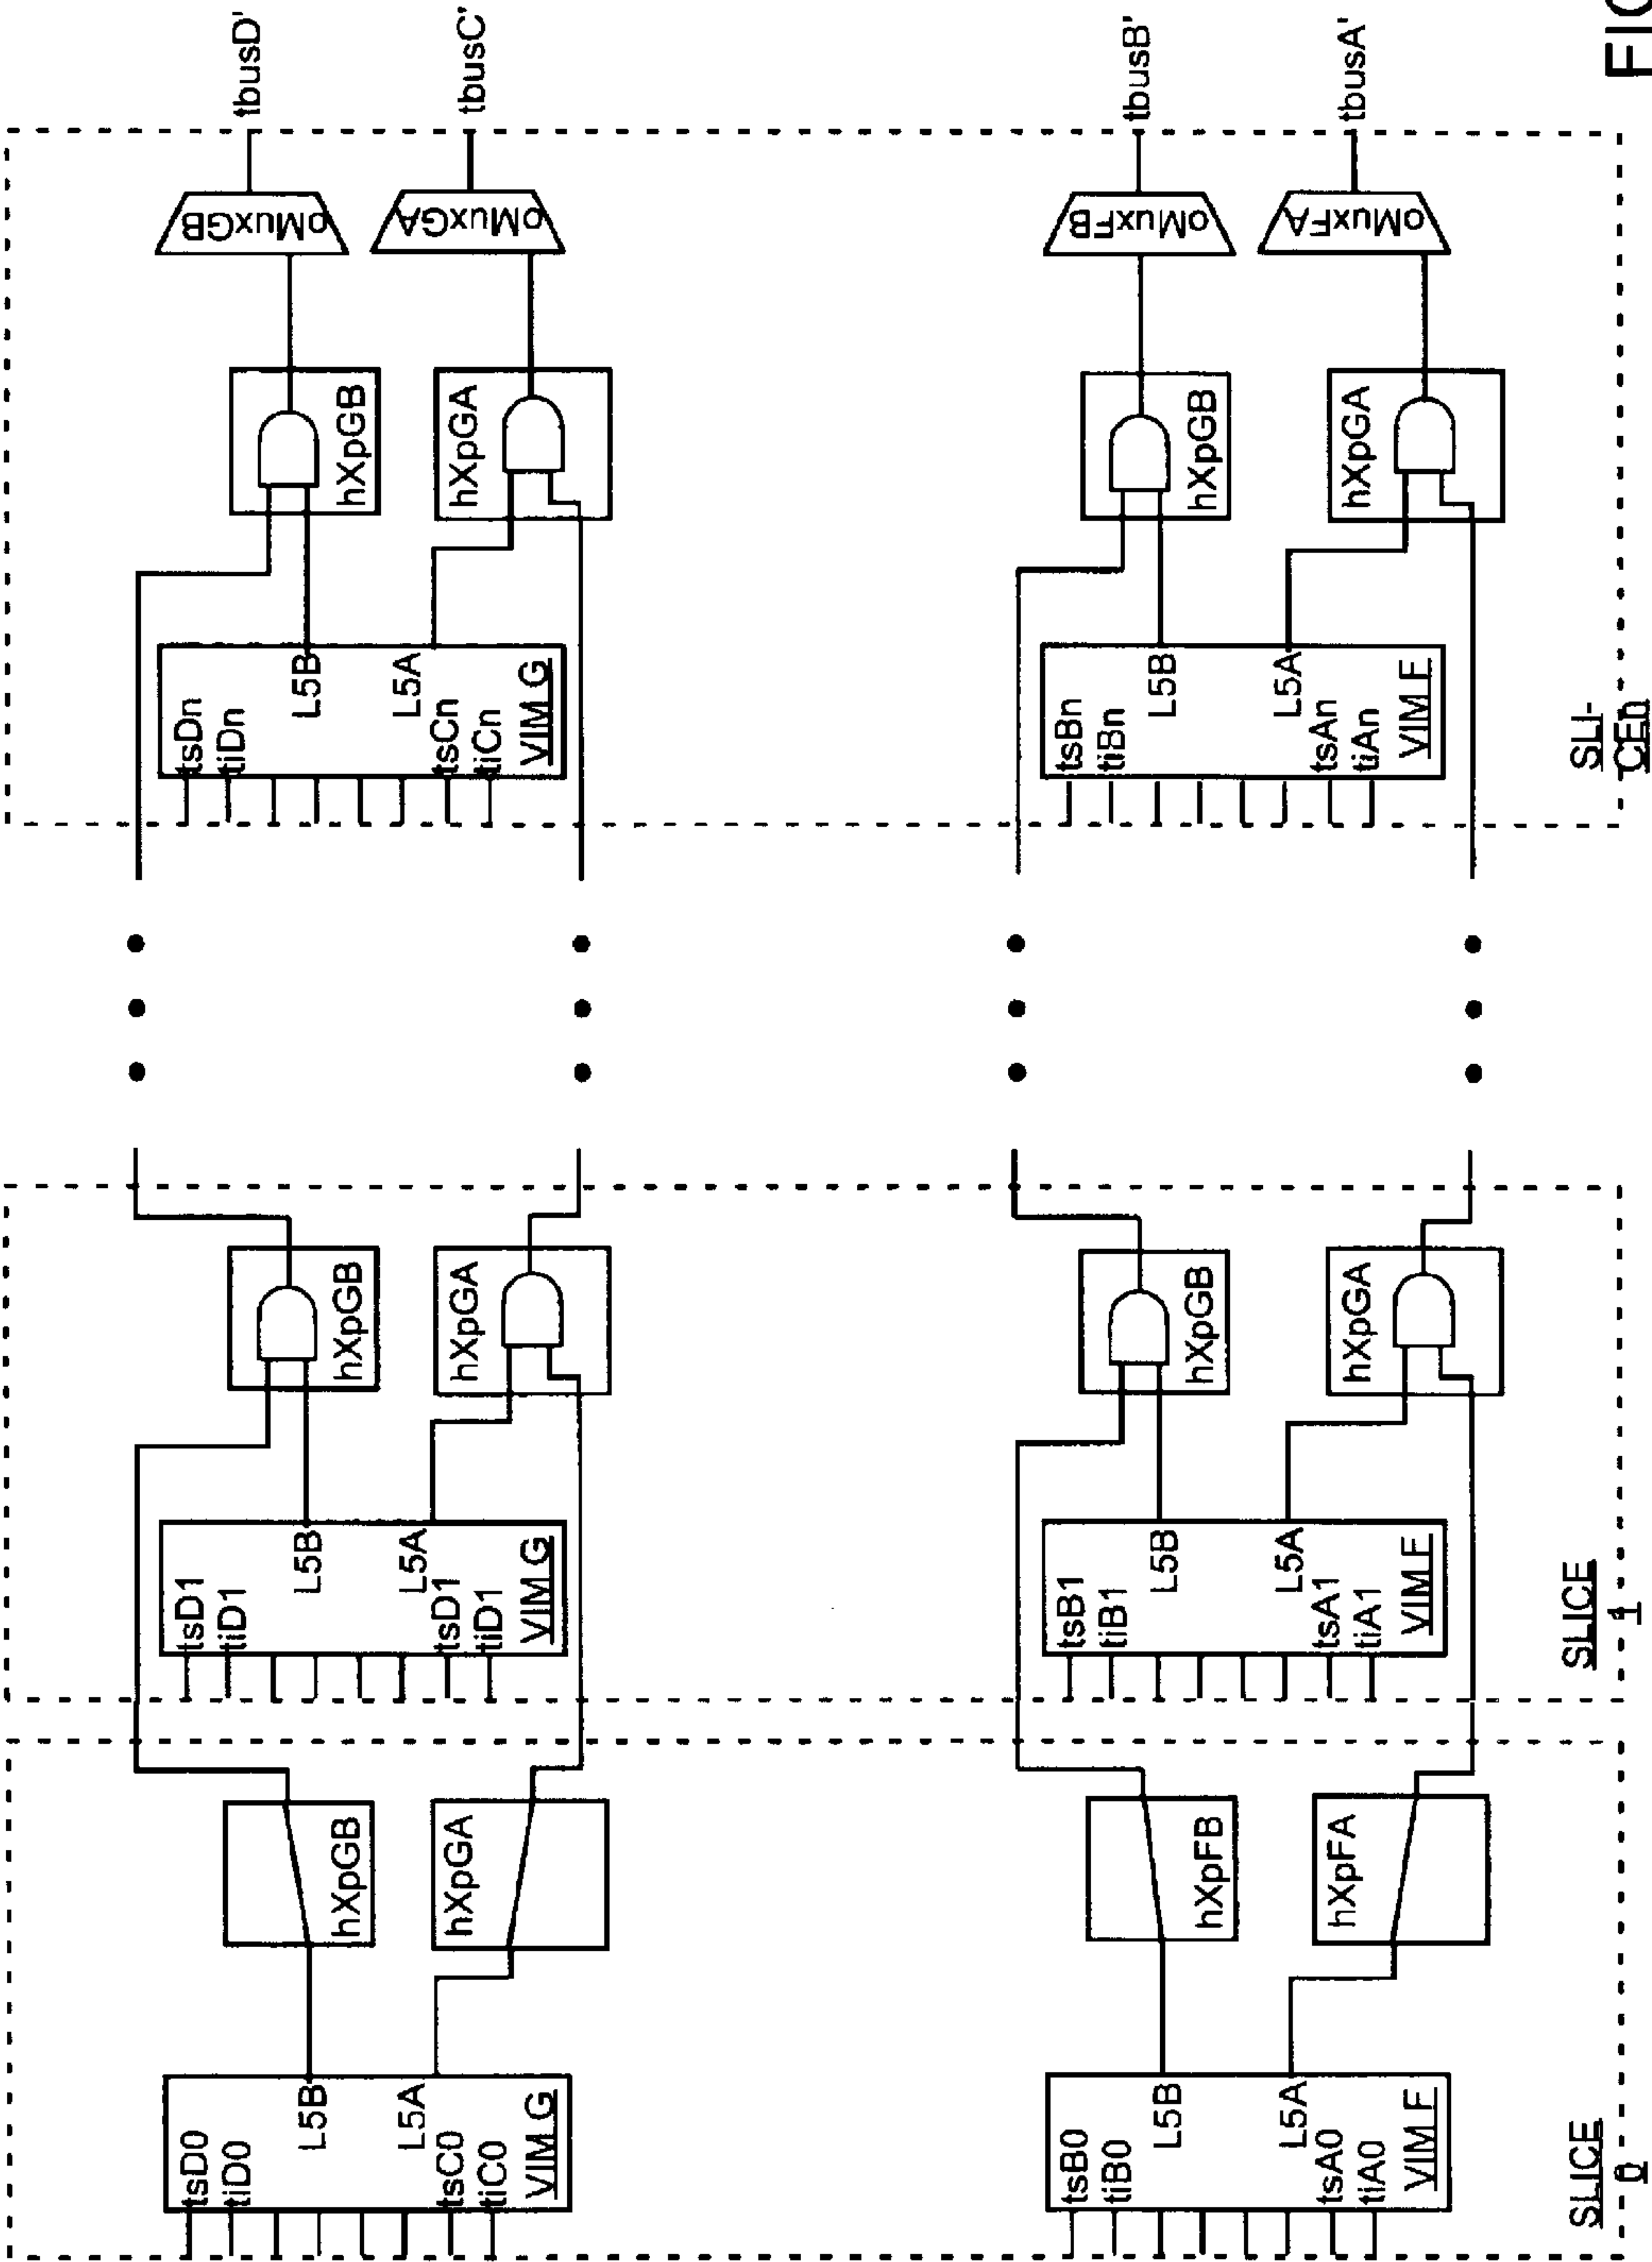 tsD0
tiD0
L5B
L5A
tsC0
tiC0
VIM G
hXpGB
hXpGA
tsB0
tiB0
L5B
L5A
tsA0
tiA0
VIM F
hXpFB
hXpFA
SLICE
0
tsD1
tiD1
L5B
L5A
tsD1
tiD1
VIM G
hXpGB
hXpGA
tsB1
tiB1
L5B
L5A
tsA1
tiA1
VIM F
hXpGB
hXpGA
SLICE
1
tsDn
tiDn
L5B
L5A
tsCn
tiCn
VIM G
hXpGB
hXpGA
oMuxGB
oMuxGA
tbusD'
tbusC'
tsBn
tiBn
L5B
L5A
tsAn
tiAn
VIM F
hXpGB
hXpGA
oMuxFB
oMuxFA
tbusB'
tbusA'
SLI-
CEn